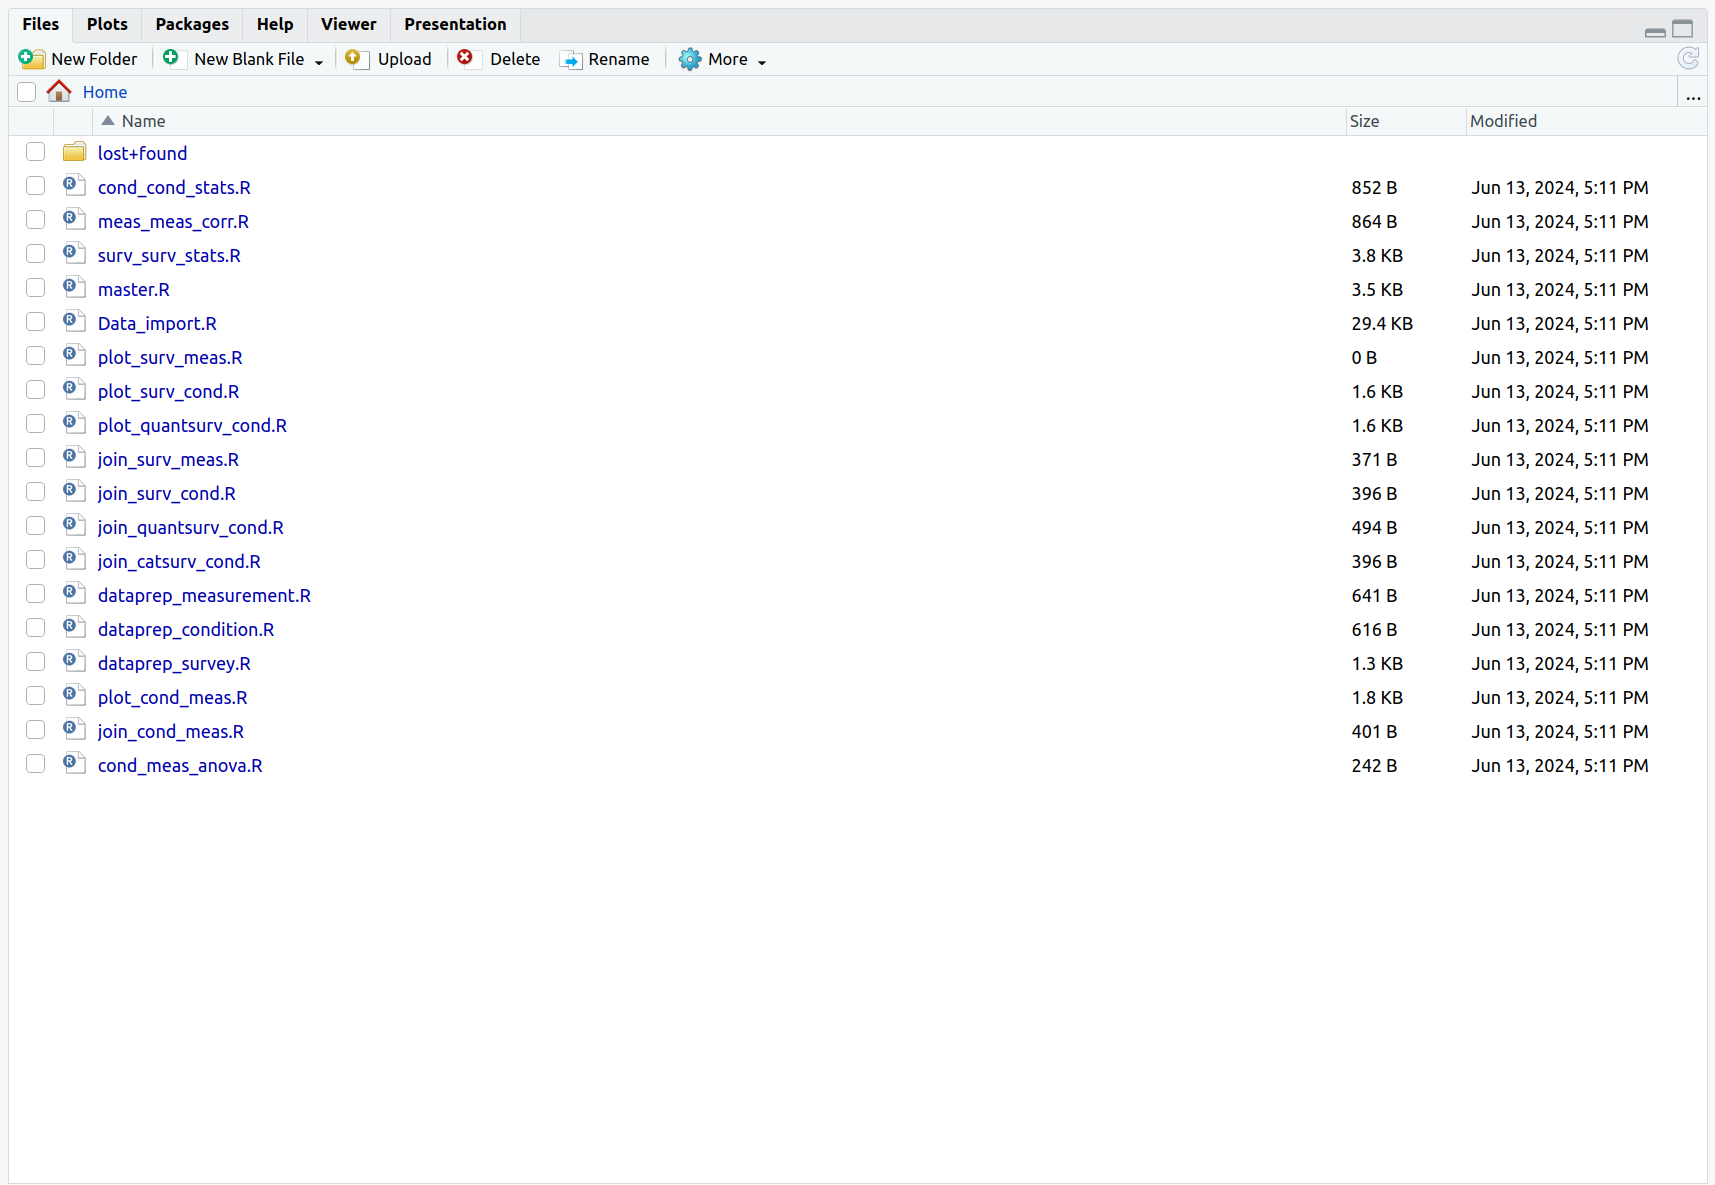 Files Plots Packages Help Viewer Presentation
New Folder New Blank File Upload Delete Rename More
Home ...
Name Size Modified
lost+found
cond_cond_stats.R 852 B Jun 13, 2024, 5:11 PM
meas_meas_corr.R 864 B Jun 13, 2024, 5:11 PM
surv_surv_stats.R 3.8 KB Jun 13, 2024, 5:11 PM
master.R 3.5 KB Jun 13, 2024, 5:11 PM
Data_import.R 29.4 KB Jun 13, 2024, 5:11 PM
plot_surv_meas.R 0 B Jun 13, 2024, 5:11 PM
plot_surv_cond.R 1.6 KB Jun 13, 2024, 5:11 PM
plot_quantsurv_cond.R 1.6 KB Jun 13, 2024, 5:11 PM
join_surv_meas.R 371 B Jun 13, 2024, 5:11 PM
join_surv_cond.R 396 B Jun 13, 2024, 5:11 PM
join_quantsurv_cond.R 494 B Jun 13, 2024, 5:11 PM
join_catsurv_cond.R 396 B Jun 13, 2024, 5:11 PM
dataprep_measurement.R 641 B Jun 13, 2024, 5:11 PM
dataprep_condition.R 616 B Jun 13, 2024, 5:11 PM
dataprep_survey.R 1.3 KB Jun 13, 2024, 5:11 PM
plot_cond_meas.R 1.8 KB Jun 13, 2024, 5:11 PM
join_cond_meas.R 401 B Jun 13, 2024, 5:11 PM
cond_meas_anova.R 242 B Jun 13, 2024, 5:11 PM